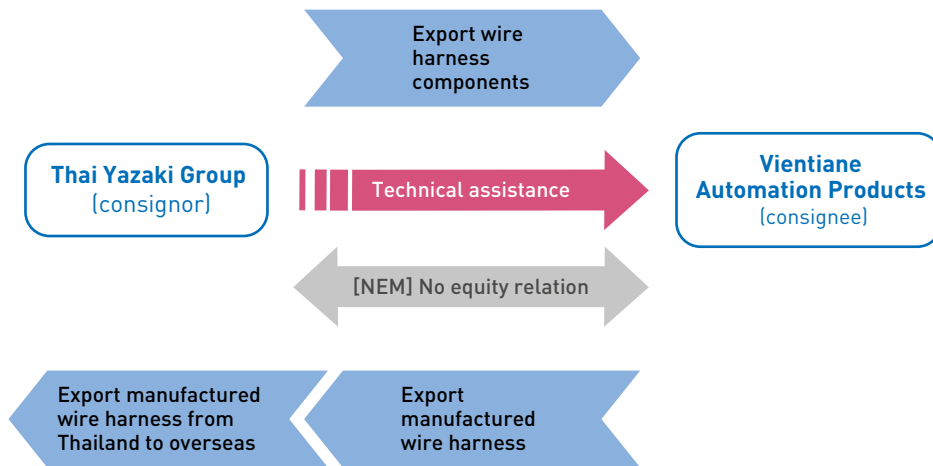 Export wire
harness
components
Thai Yazaki Group
(consignor)
Technical assistance
Vientiane
Automation Products
(consignee)
[NEM] No equity relation
Export manufactured
wire harness from
Thailand to overseas
Export
manufactured
wire harness